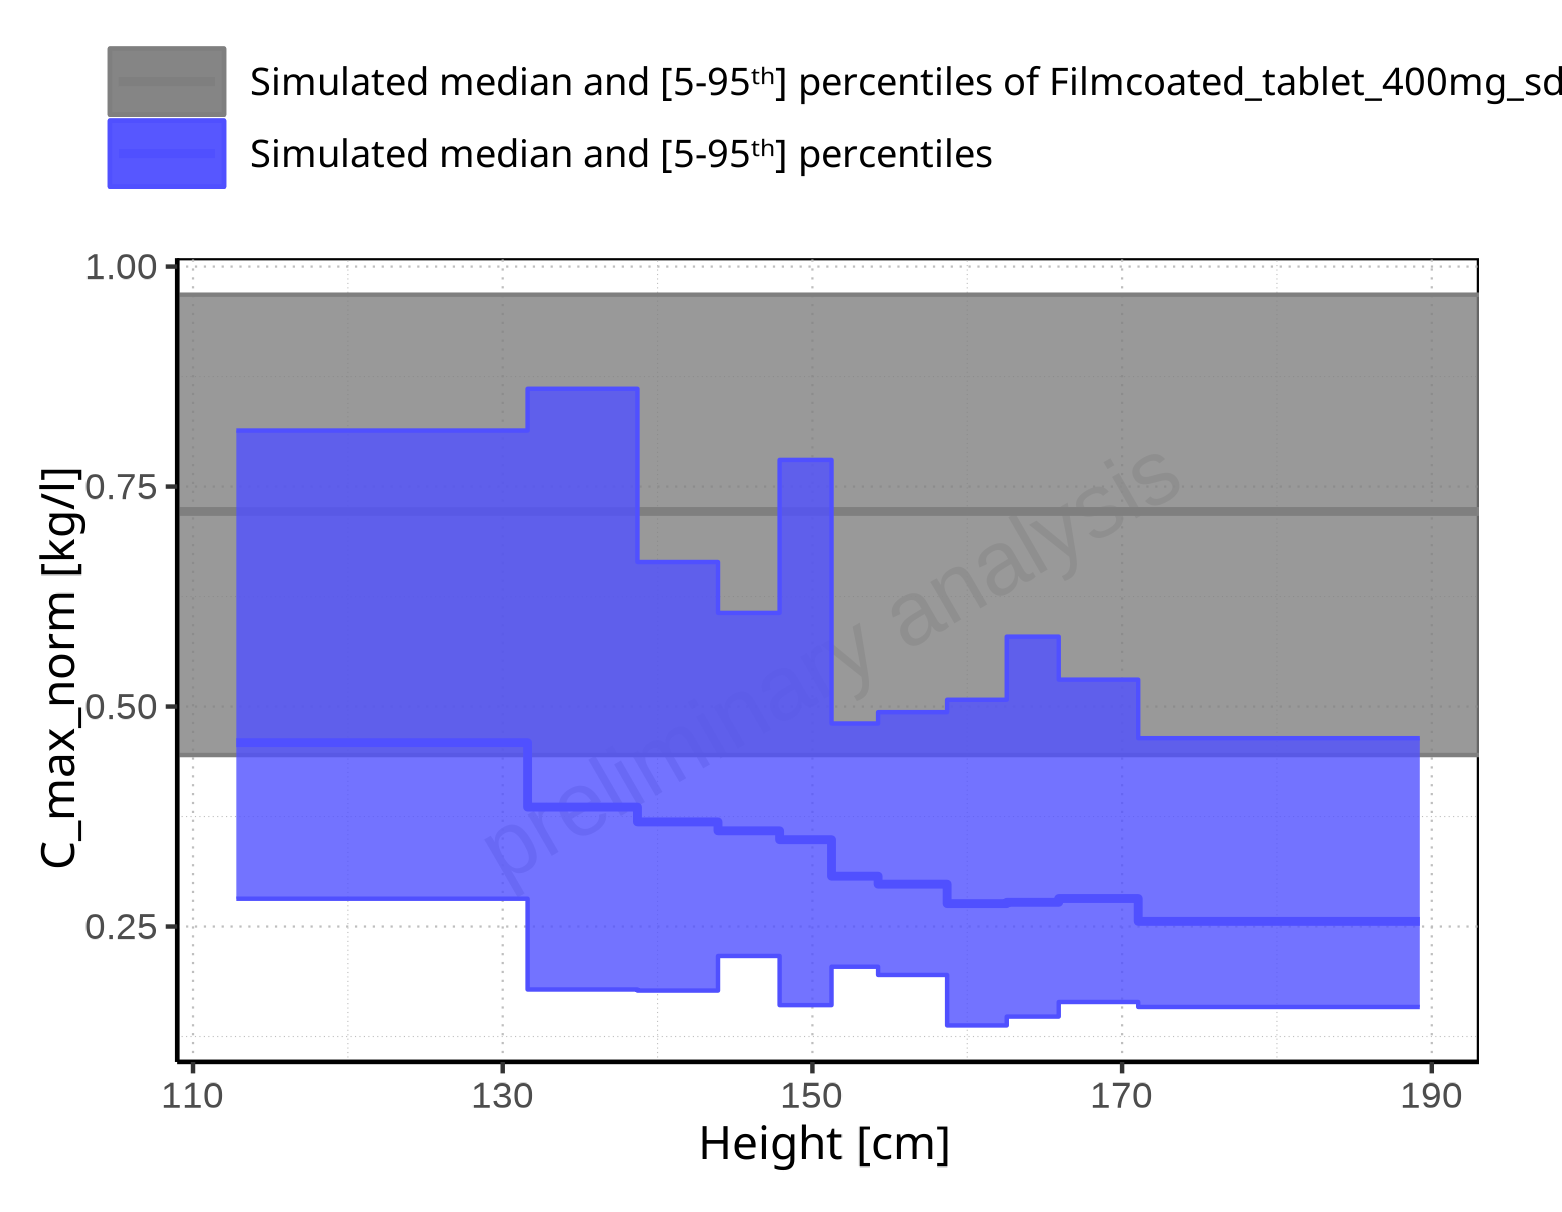 Simulated median and [5-95ᵗʰ] percentiles of Filmcoated_tablet_400mg_sd
Simulated median and [5-95ᵗʰ] percentiles
1.00
0.75
0.50
0.25
C_max_norm [kg/l]
preliminary analysis
110 130 150 170 190
Height [cm]